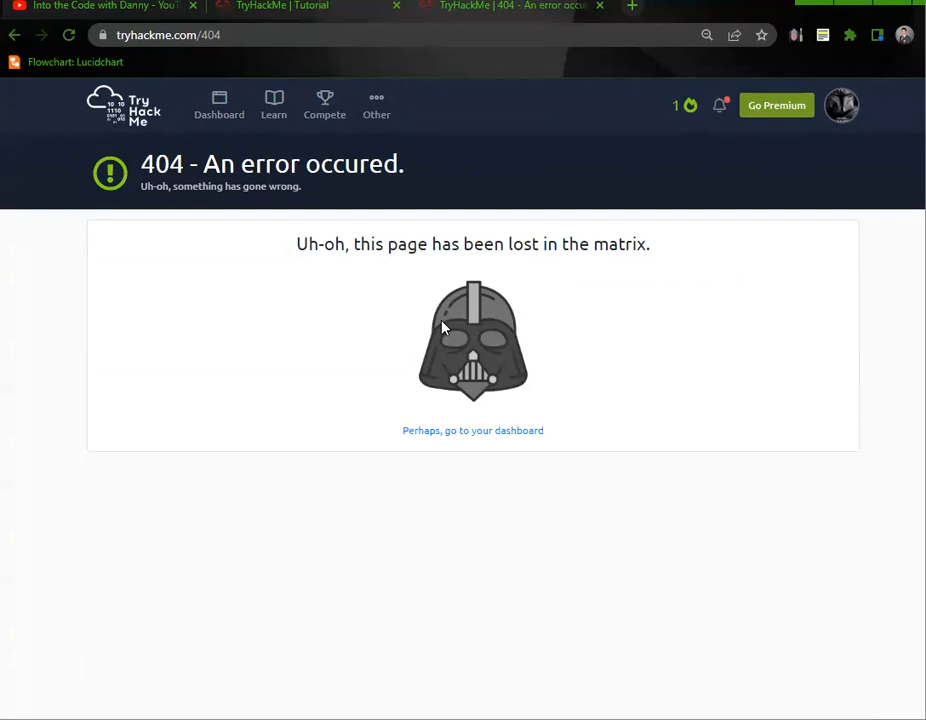 Into the Code with Danny - YouT
TryHackMe | Tutorial
TryHackMe | 404 - An error occu
tryhackme.com/404
Flowchart: Lucidchart
Try
Hack
Me
Dashboard
Learn
Compete
Other
1
Go Premium
404 - An error occured.
Uh-oh, something has gone wrong.
Uh-oh, this page has been lost in the matrix.
Perhaps, go to your dashboard